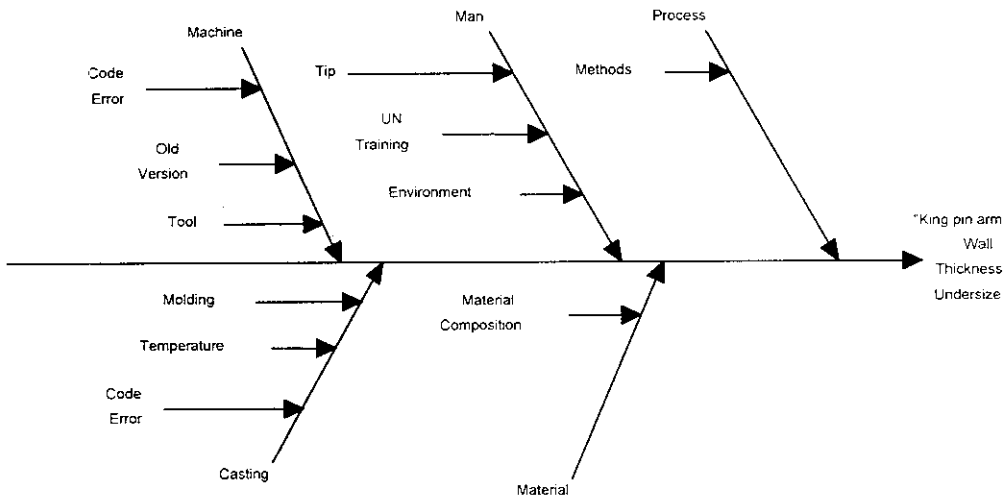 Machine
Man
Process
Code
Error
Tip
Methods
Old
Version
UN
Training
Tool
Environment
"King pin arm
Wall
Thickness
Undersize
Molding
Temperature
Code
Error
Casting
Material
Composition
Material